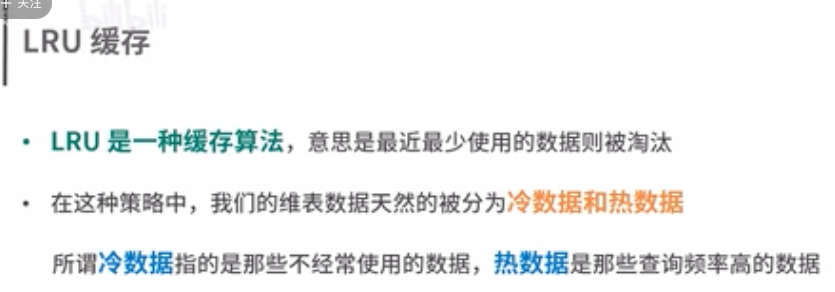 + 关注
LRU 缓存
• LRU 是一种缓存算法，意思是最近最少使用的数据则被淘汰
• 在这种策略中，我们的维表数据天然的被分为冷数据和热数据
所谓冷数据指的是那些不经常使用的数据，热数据是那些查询频率高的数据